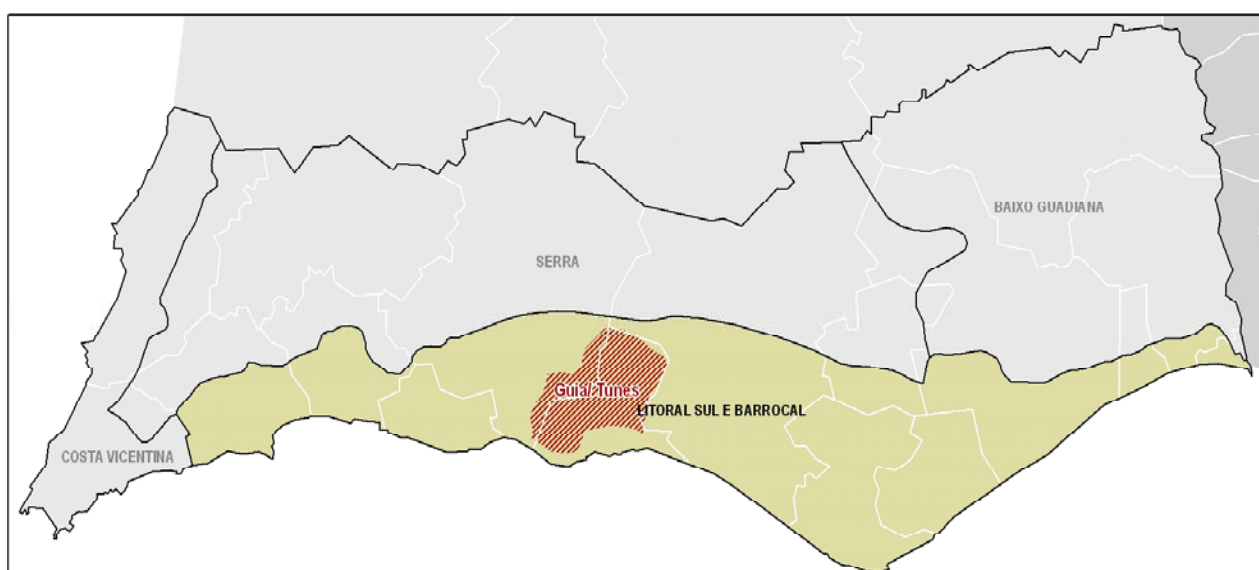 BAIXO GUADIANA
SERRA
Guia/ Tunes
LITORAL SUL E BARROCAL
COSTA VICENTINA